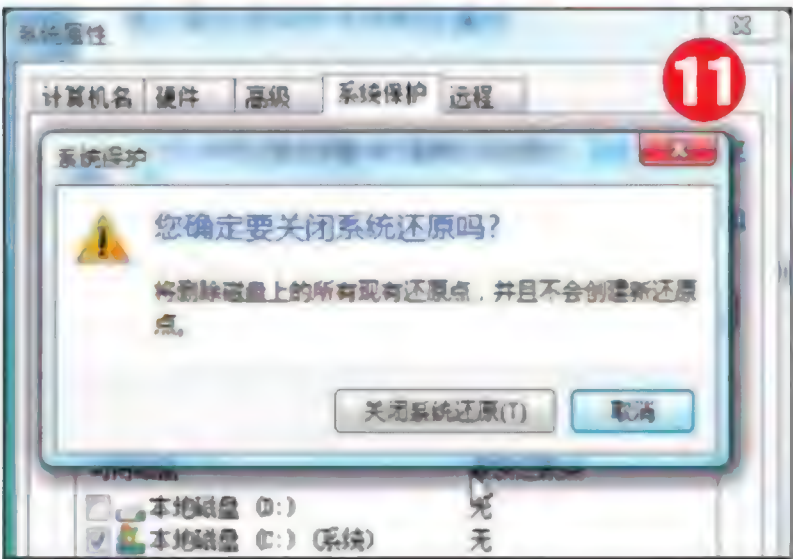 系统属性
11
计算机名 硬件 高级 系统保护 远程
系统保护
您确定要关闭系统还原吗?
将删除磁盘上的所有现有还原点，并且不会创建新还原
点。
关闭系统还原(T) 取消
本地磁盘 (D:) 无
本地磁盘 (C:) (系统) 无